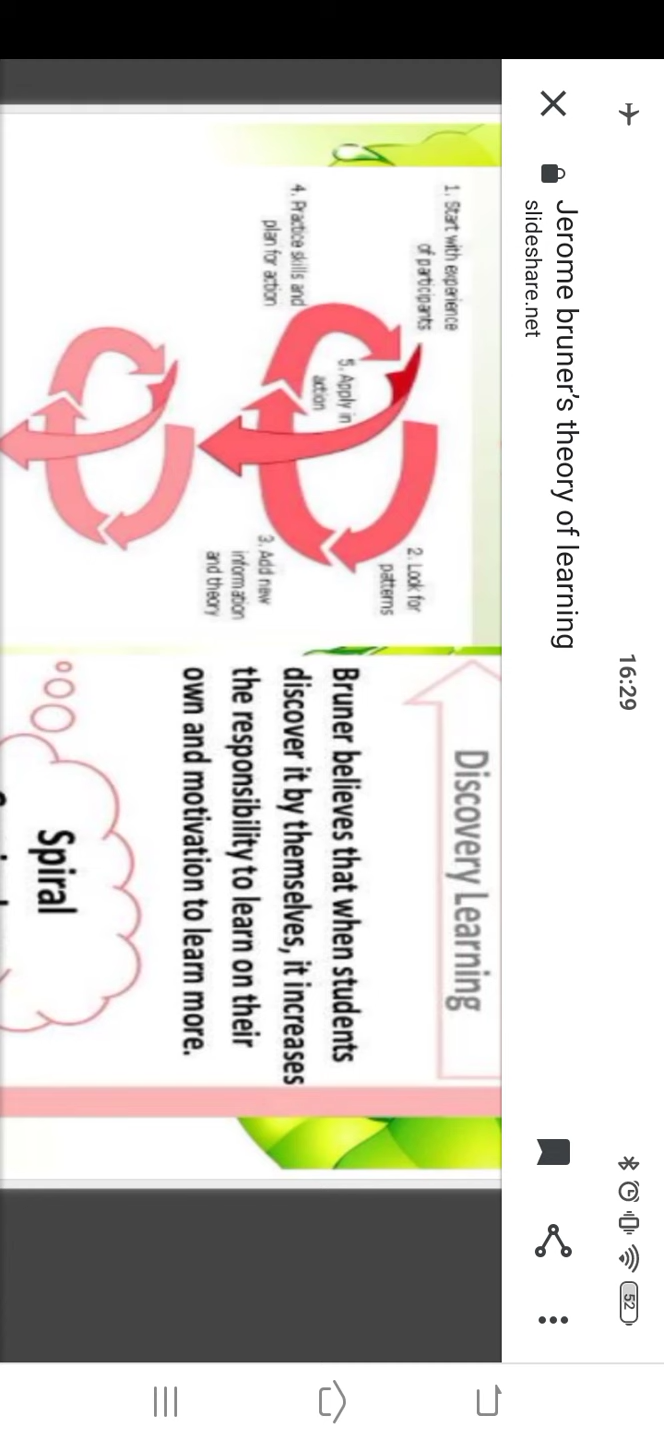 16:29
52
Jerome bruner's theory of learning
slideshare.net
1. Start with experience
of participants
2. Look for
patterns
3. Add new
information
and theory
4. Practice skills and
plan for action
5. Apply in
action
Discovery Learning
Bruner believes that when students
discover it by themselves, it increases
the responsibility to learn on their
own and motivation to learn more.
Spiral